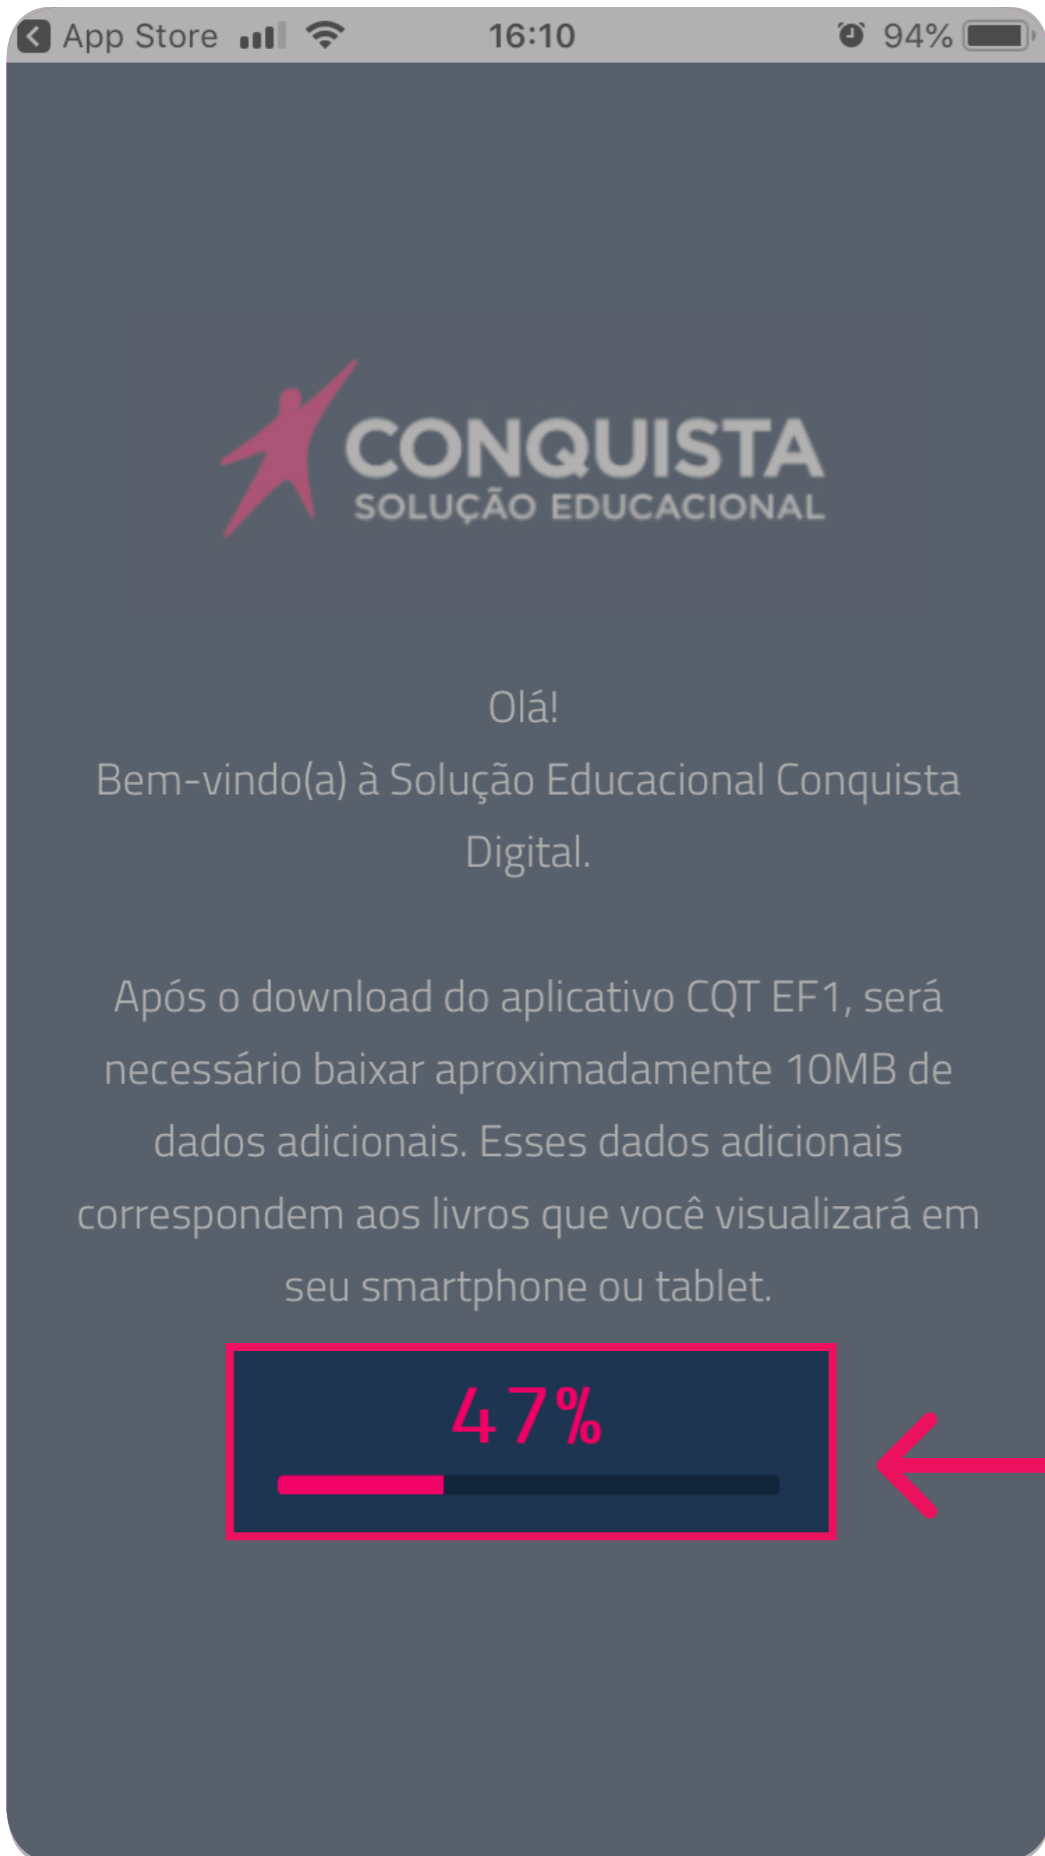 App Store 16:10 94%
CONQUISTA
SOLUÇÃO EDUCACIONAL
Olá!
Bem-vindo(a) à Solução Educacional Conquista
Digital.
Após o download do aplicativo CQT EF1, será
necessário baixar aproximadamente 10MB de
dados adicionais. Esses dados adicionais
correspondem aos livros que você visualizará em
seu smartphone ou tablet.
47%